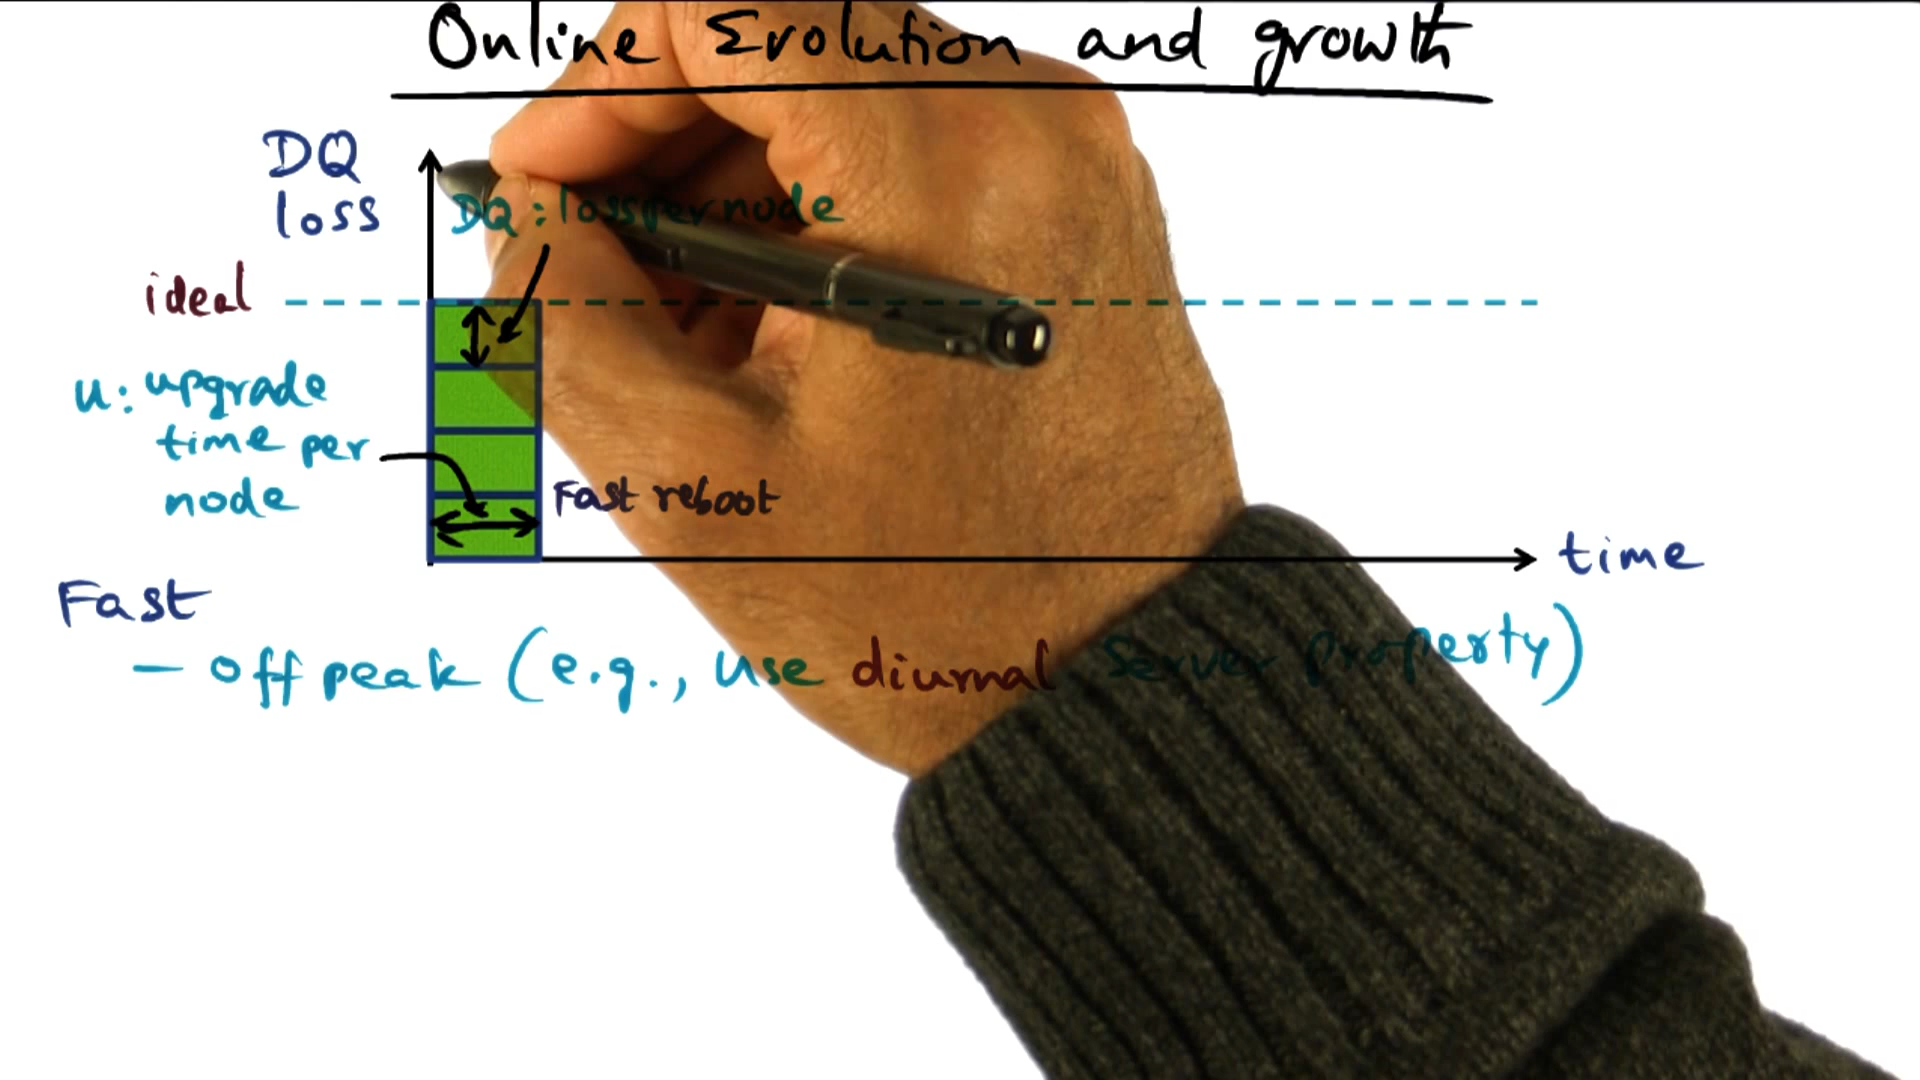 Online Evolution and growth
DQ
loss
DQ : loss per node
ideal
u: upgrade
time per
node
Fast reboot
time
Fast
- off peak (e.g., use diurnal server property)